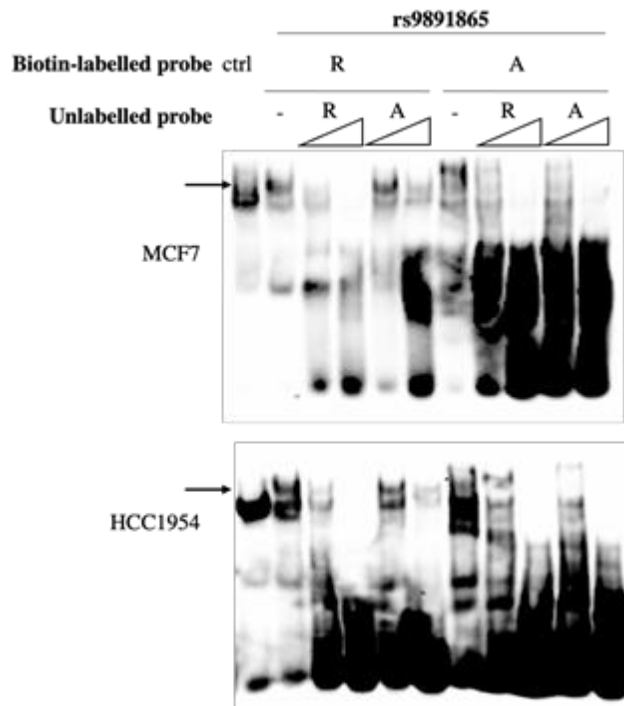 rs9891865
Biotin-labelled probe ctrl R A
Unlabelled probe - R A - R A
MCF7
HCC1954